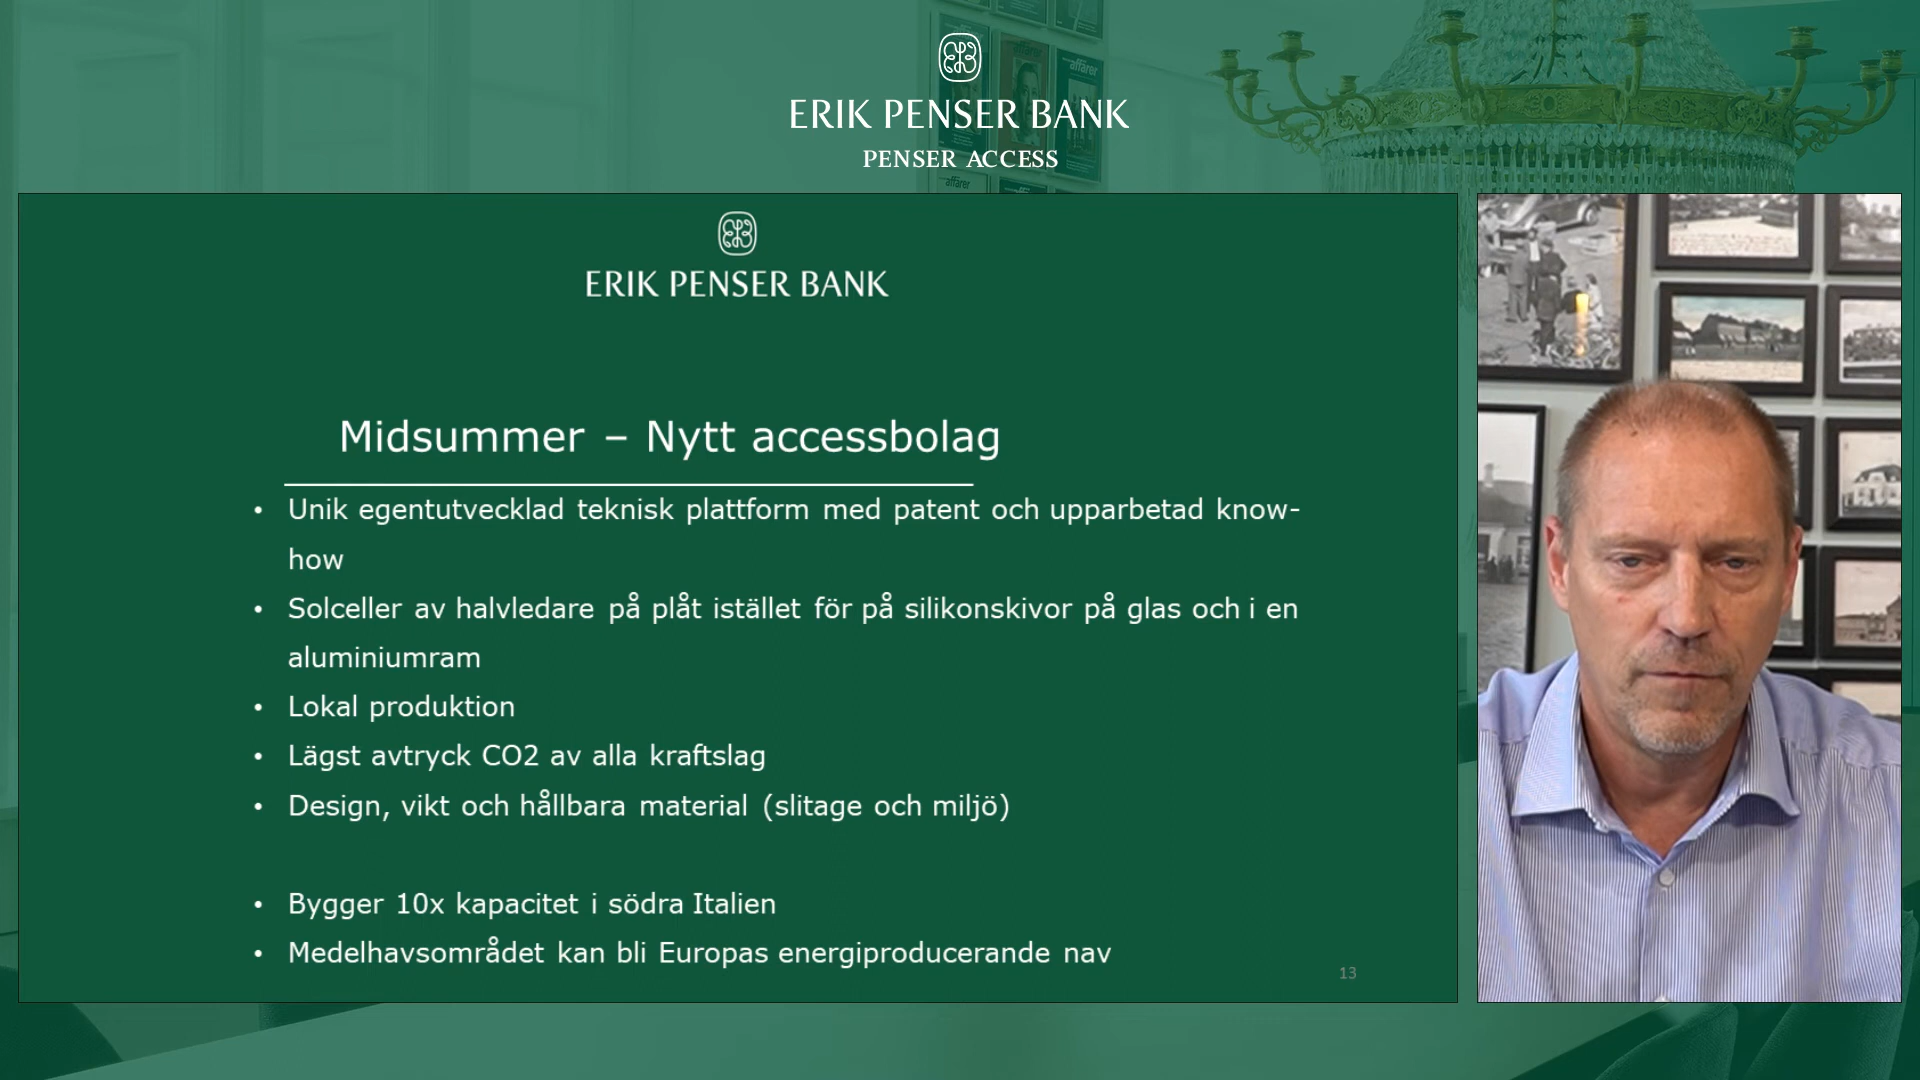 affärer
affärer
ERIK PENSER BANK
PENSER ACCESS
affärer
ERIK PENSER BANK
Midsummer – Nytt accessbolag
• Unik egentutvecklad teknisk plattform med patent och upparbetad know-
how
• Solceller av halvledare på plåt istället för på silikonskivor på glas och i en
aluminiumram
• Lokal produktion
• Lägst avtryck CO2 av alla kraftslag
• Design, vikt och hållbara material (slitage och miljö)
• Bygger 10x kapacitet i södra Italien
• Medelhavsområdet kan bli Europas energiproducerande nav
13